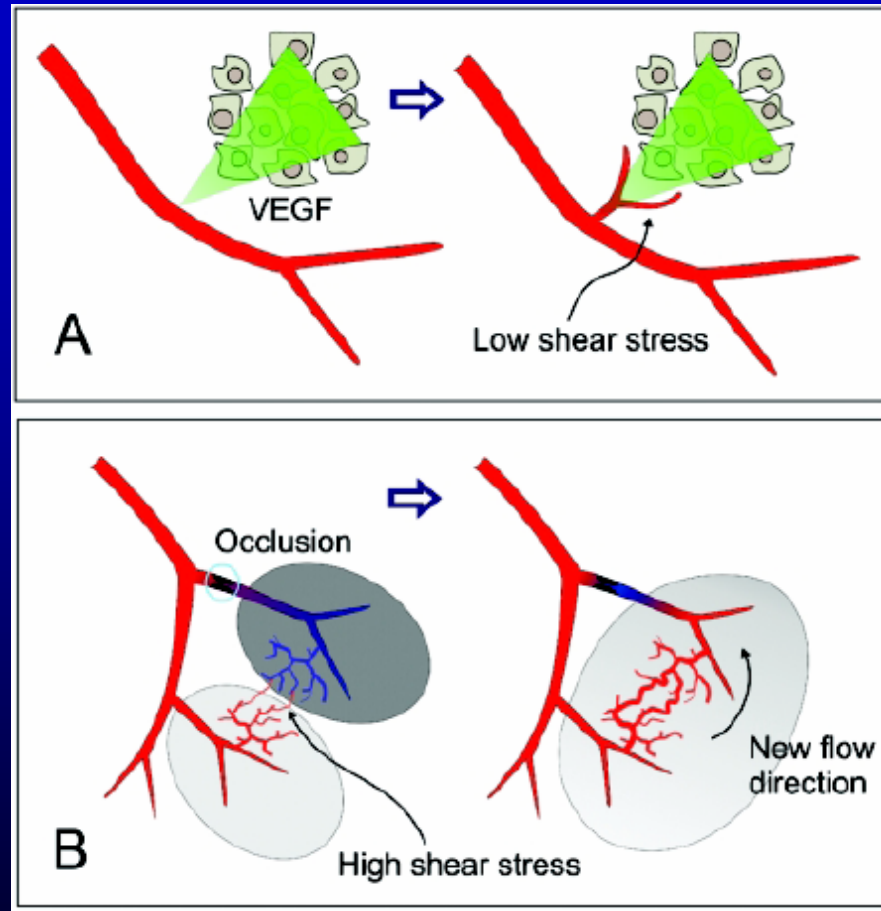 VEGF
Low shear stress
A
Occlusion
New flow
direction
High shear stress
B